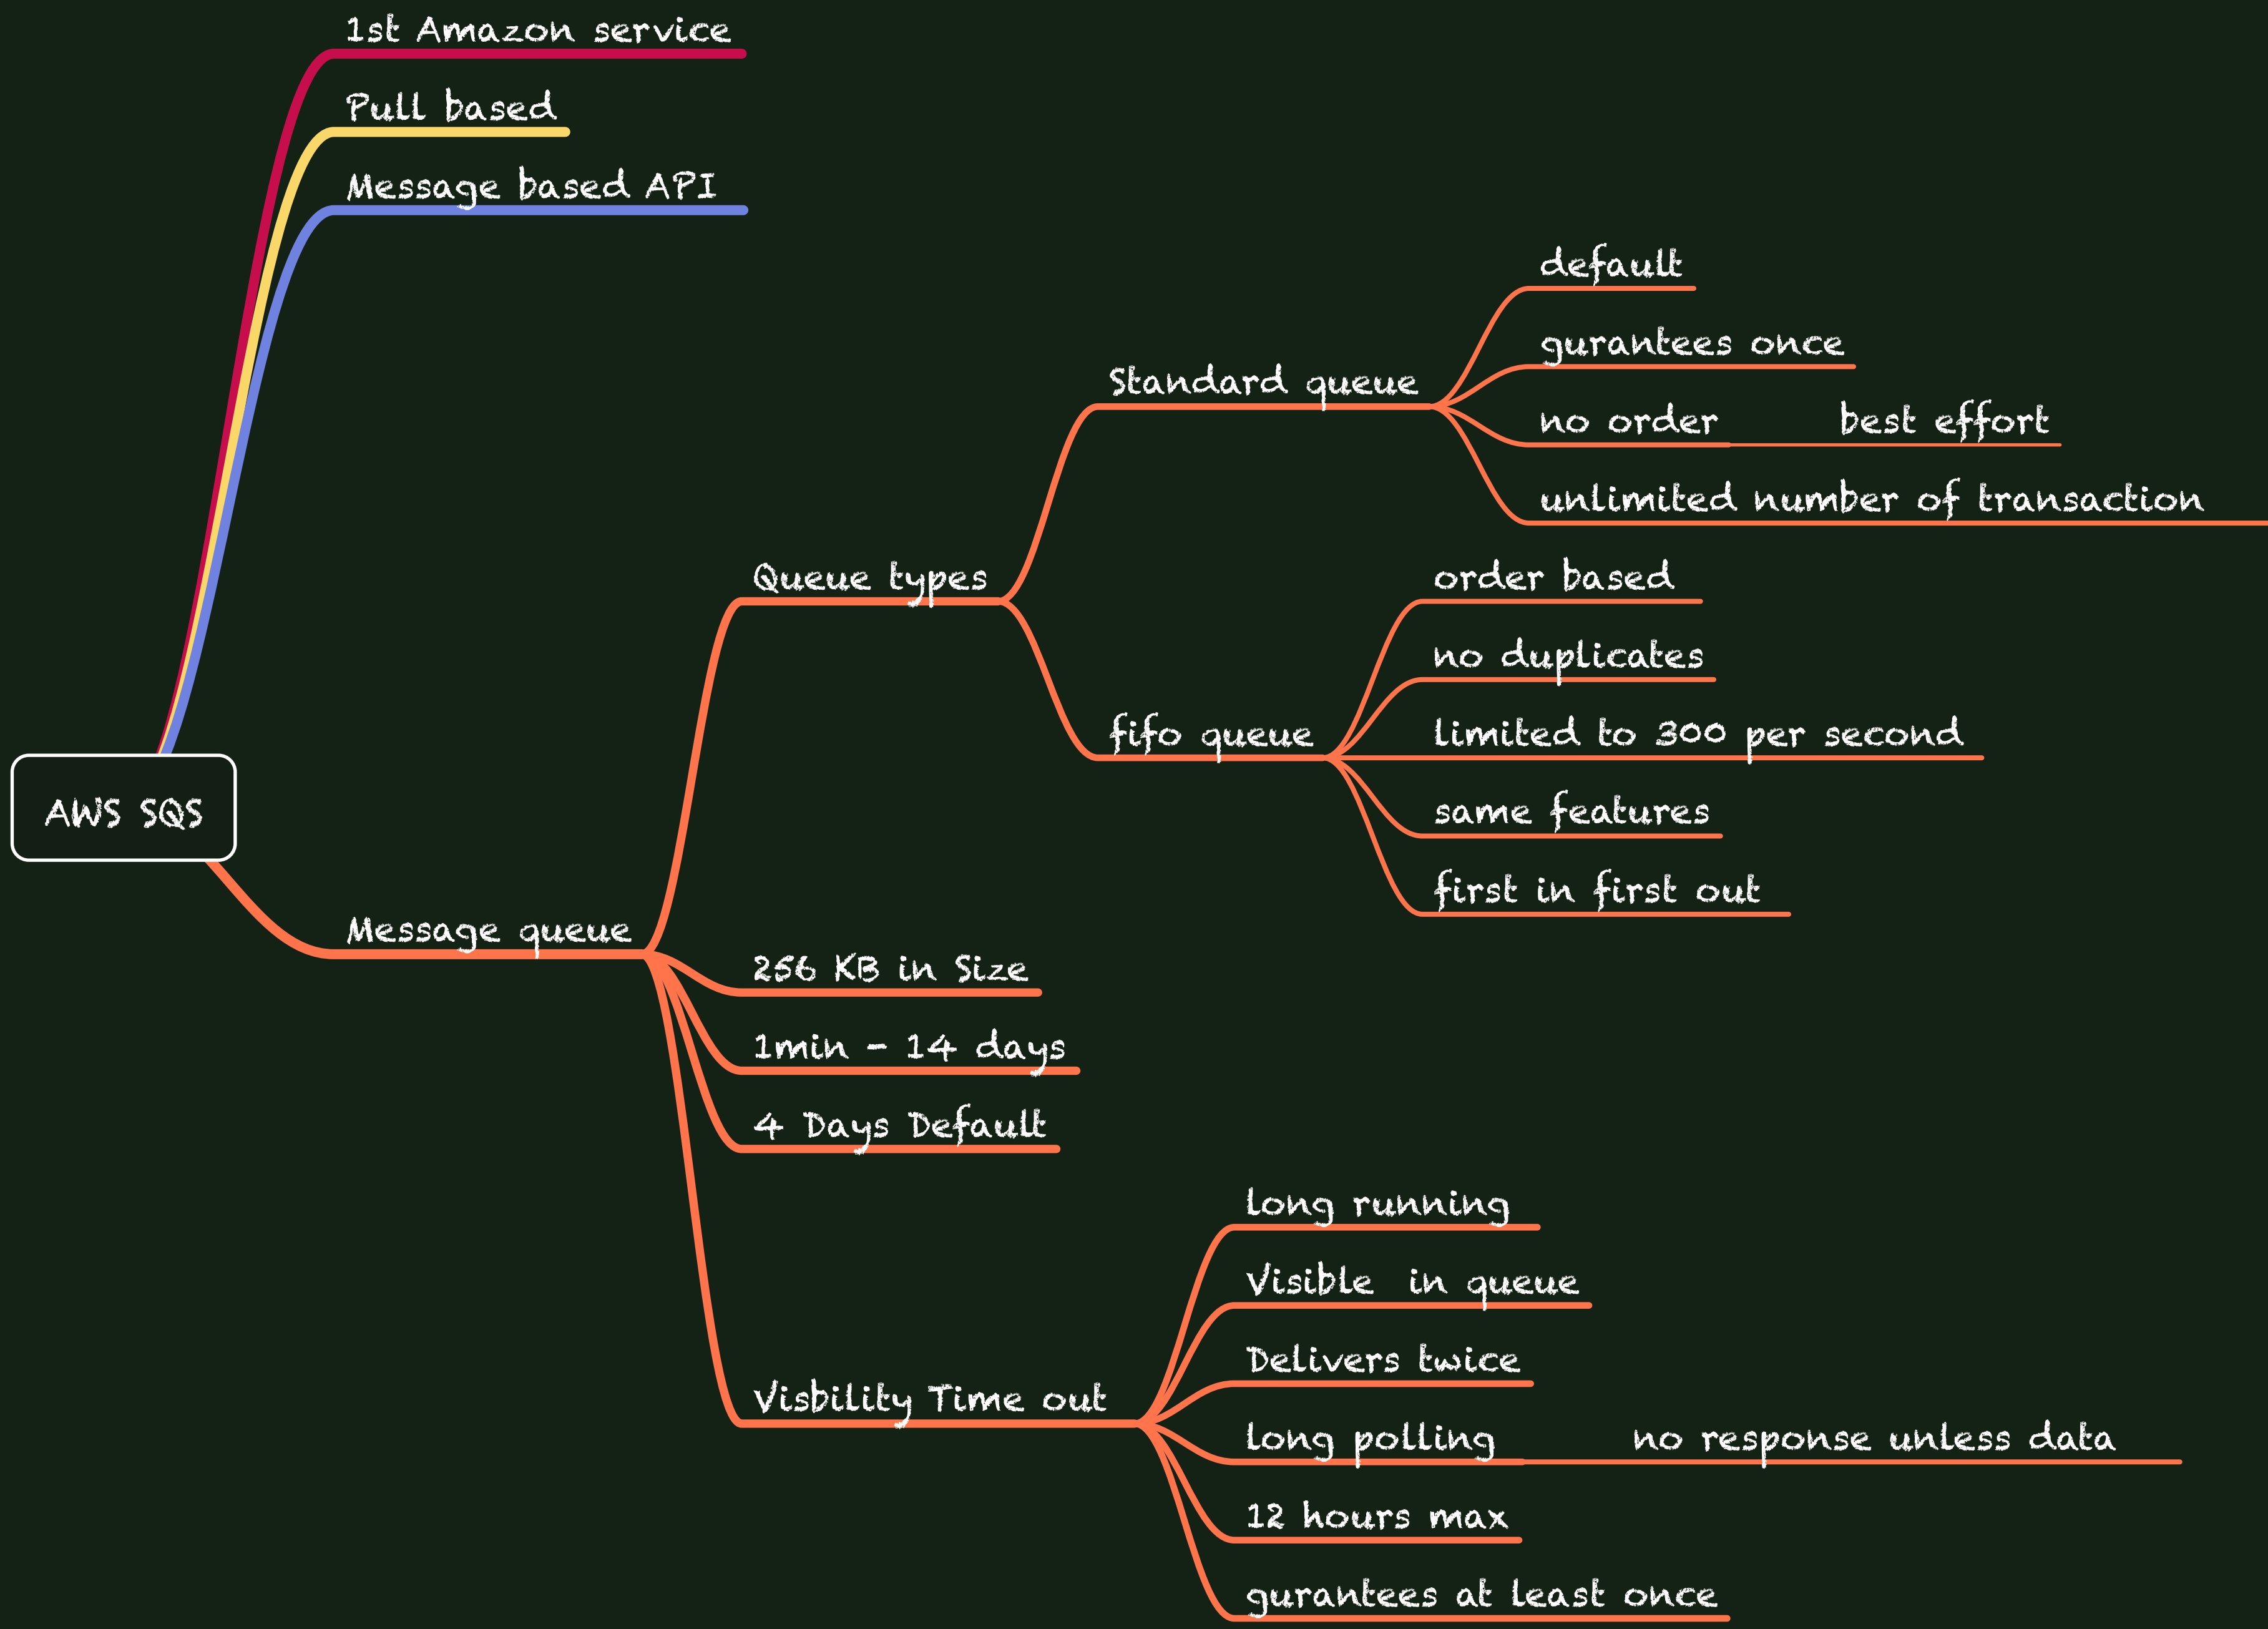 1st Amazon service
Pull based
Message based API
default
gurantees once
Standard queue
no order
best effort
unlimited number of transaction
Queue types
order based
no duplicates
fifo queue
limited to 300 per second
same features
first in first out
AWS SQS
Message queue
256 KB in Size
1min - 14 days
4 Days Default
long running
Visible in queue
Delivers twice
Visbility Time out
long polling
no response unless data
12 hours max
gurantees at least once